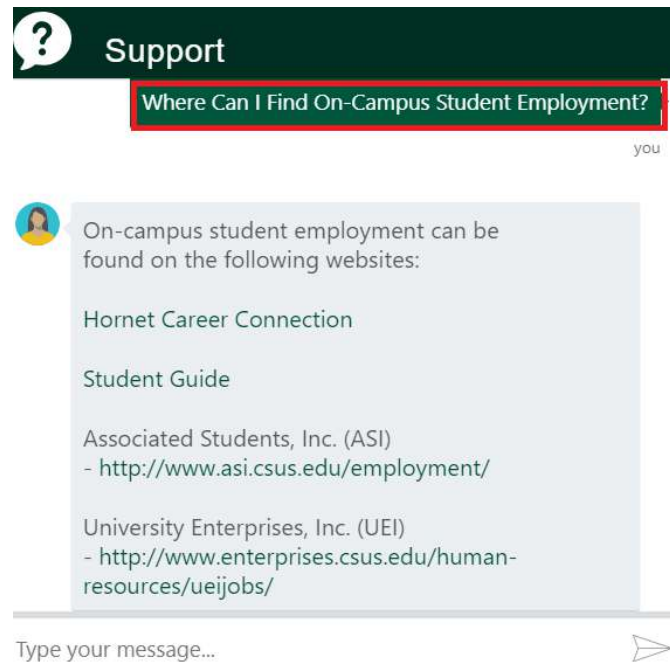 ?
Support
Where Can I Find On-Campus Student Employment?
you
On-campus student employment can be
found on the following websites:
Hornet Career Connection
Student Guide
Associated Students, Inc. (ASI)
- http://www.asi.csus.edu/employment/
University Enterprises, Inc. (UEI)
- http://www.enterprises.csus.edu/human-
resources/ueijobs/
Type your message...